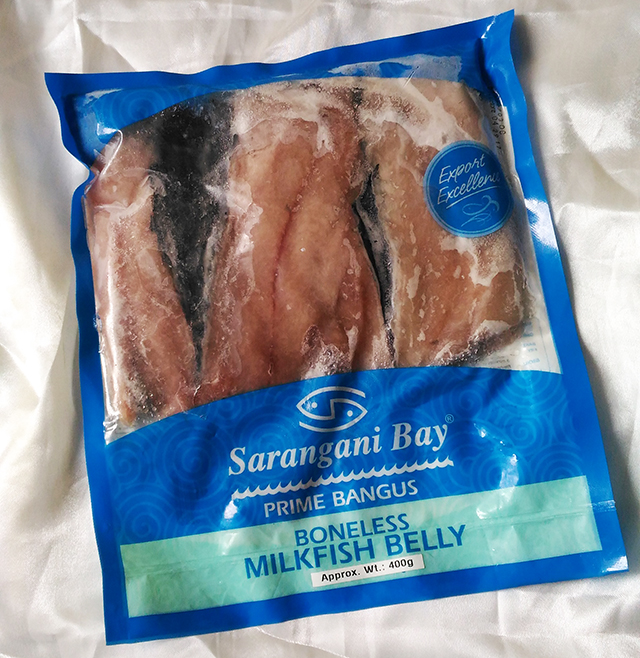 Export
Excellence
Sarangani Bay®
PRIME BANGUS
BONELESS
MILKFISH BELLY
Approx. Wt.: 400g